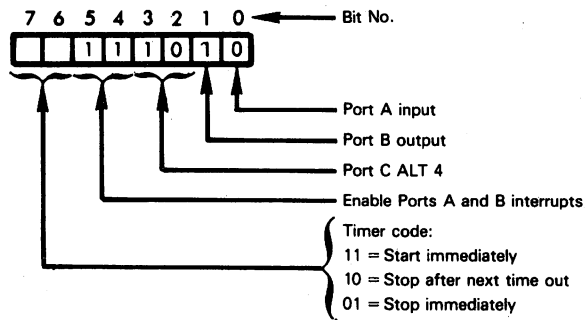 7 6 5 4 3 2 1 0 Bit No.
1 1 1 0 1 0
Port A input
Port B output
Port C ALT 4
Enable Ports A and B interrupts
Timer code:
11 = Start immediately
10 = Stop after next time out
01 = Stop immediately